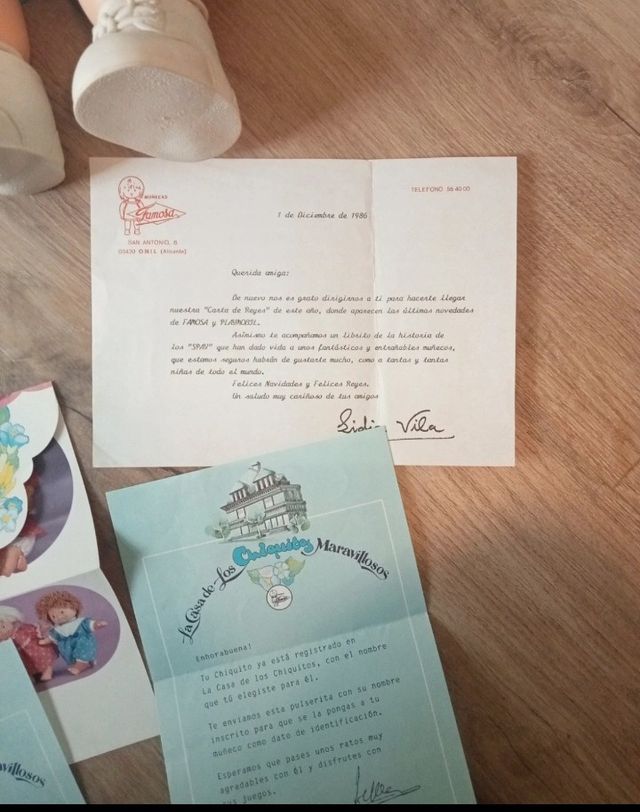 MUÑECAS
Famosa
SAN ANTONIO, 6
03430 ONIL (Alicante)
TELEFONO 56 40 00
1 de Diciembre de 1986
Querida amiga:
De nuevo nos es grato dirigirnos a ti para hacerte llegar
nuestra "Carta de Reyes" de este año, donde aparecen las últimas novedades
de FAMOSA y PLAYMOBIL.
Asimismo te acompañamos un librito de la historia de
los que han dado vida a unos fantásticos y entrañables muñecos,
que estamos seguros habrán de gustarte mucho, como a tantas y tantas
niñas de todo el mundo.
Felices Navidades y Felices Reyes.
Un saludo muy cariñoso de tus amigos
Lidia Vila
La Casa de Los Chiquitos Maravillosos
Enhorabuena!
Tu Chiquito ya está registrado en
La Casa de los Chiquitos, con el nombre
que tú elegiste para él.
Te enviamos esta pulserita con su nombre
inscrito para que se la pongas a tu
muñeco como dato de identificación.
Esperamos que pases unos ratos muy
agradables con él y disfrutes con
sus juegos.
villosos